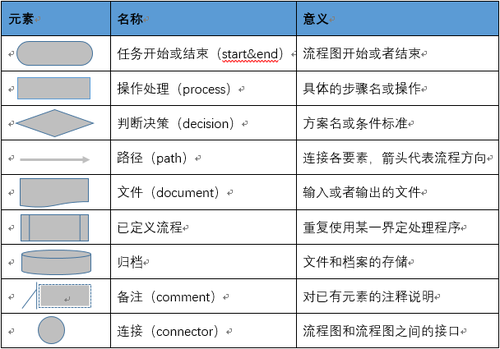 元素 名称 意义
任务开始或结束（start&end） 流程图开始或者结束
操作处理（process） 具体的步骤名或操作
判断决策（decision） 方案名或条件标准
路径（path） 连接各要素，箭头代表流程方向
文件（document） 输入或者输出的文件
已定义流程 重复使用某一界定处理程序
归档 文件和档案的存储
备注（comment） 对已有元素的注释说明
连接（connector） 流程图和流程图之间的接口